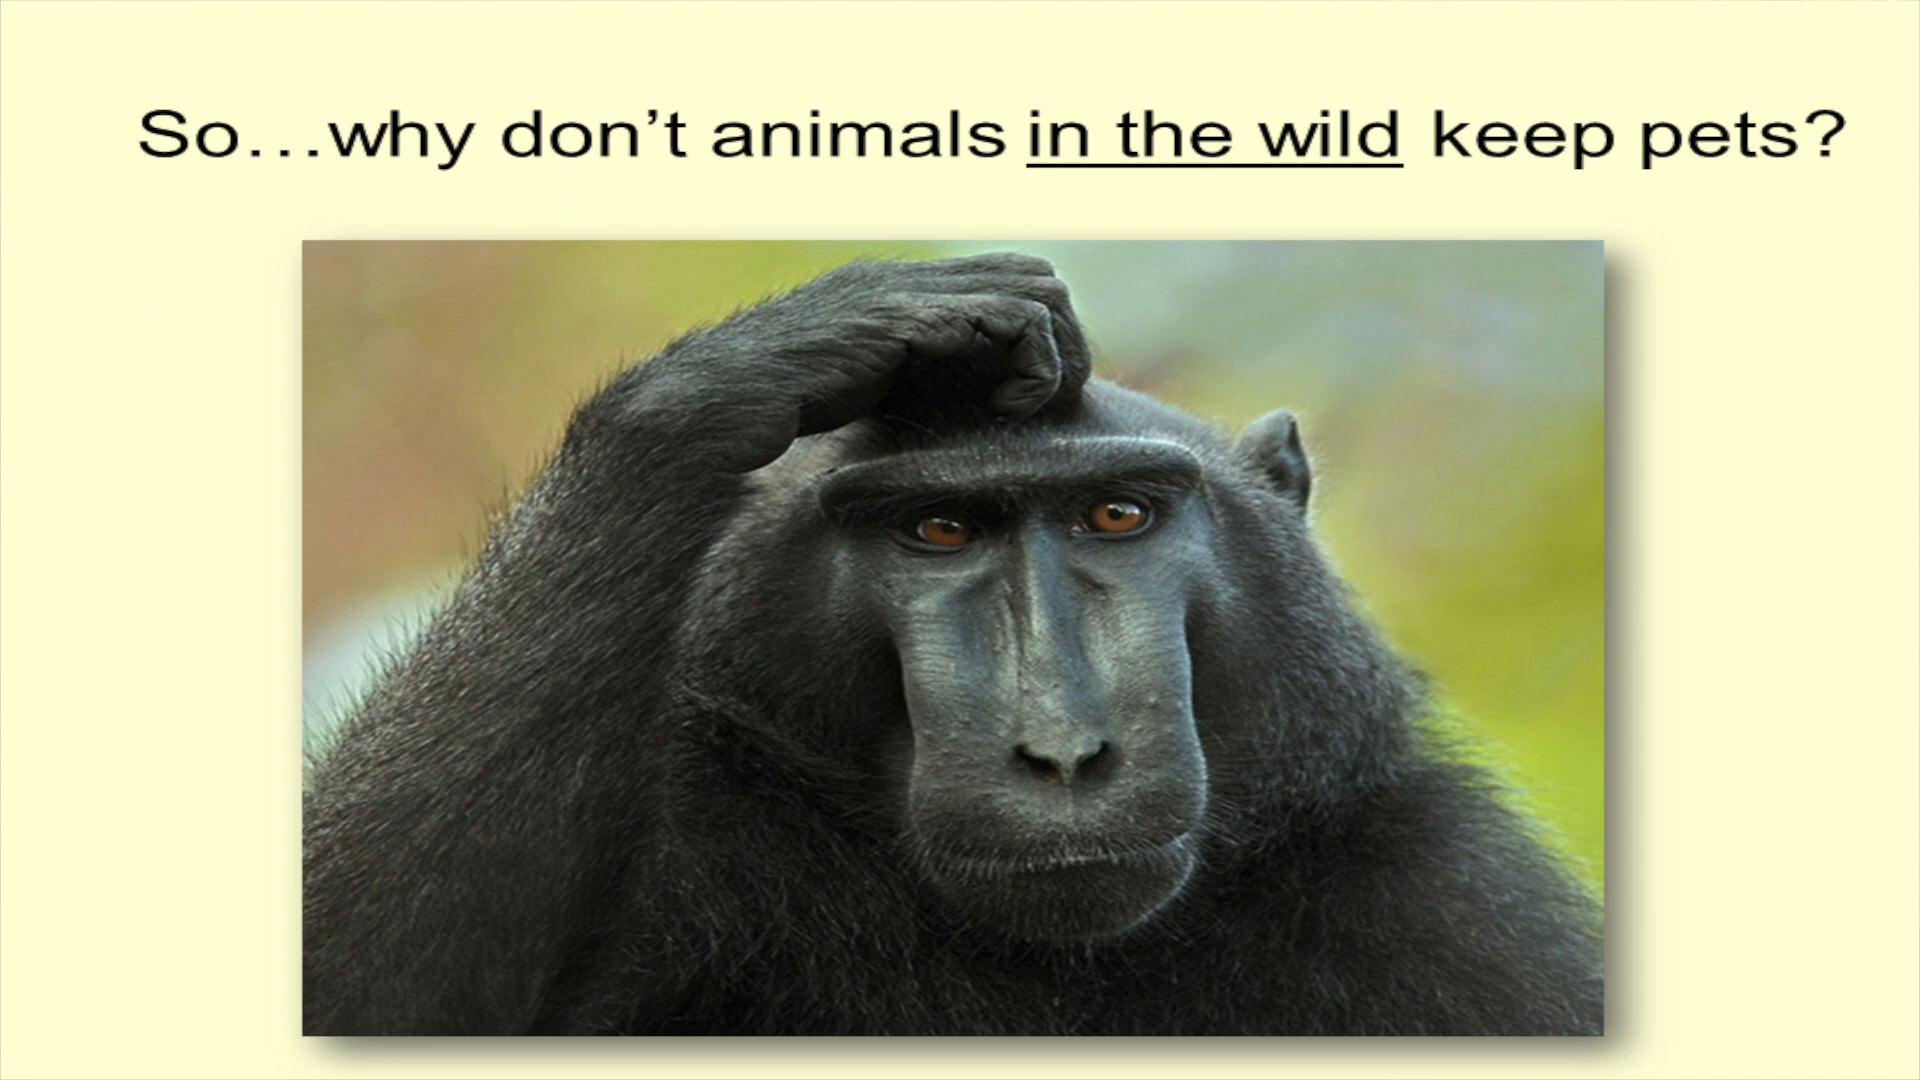 So…why don’t animals in the wild keep pets?